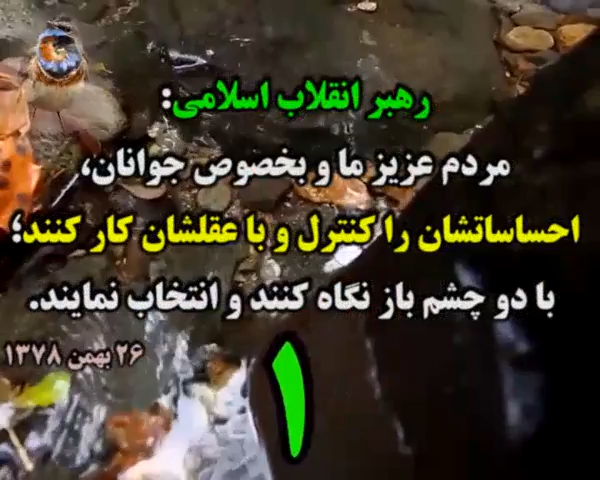 رهبر انقلاب اسلامی:
مردم عزیز ما و بخصوص جوانان،
احساساتشان را کنترل و با عقلشان کار کنند؛
با دو چشم باز نگاه کنند و انتخاب نمایند.
۲۶ بهمن ۱۳۷۸
۱